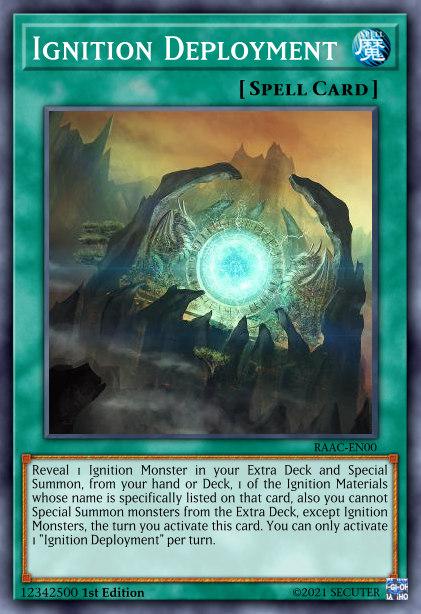 IGNITION DEPLOYMENT 魔
[SPELL CARD]
RAAC-EN00
Reveal 1 Ignition Monster in your Extra Deck and Special
Summon, from your hand or Deck, 1 of the Ignition Materials
whose name is specifically listed on that card, also you cannot
Special Summon monsters from the Extra Deck, except Ignition
Monsters, the turn you activate this card. You can only activate
1 "Ignition Deployment" per turn.
12342500 1st Edition ©2021 SECUTER